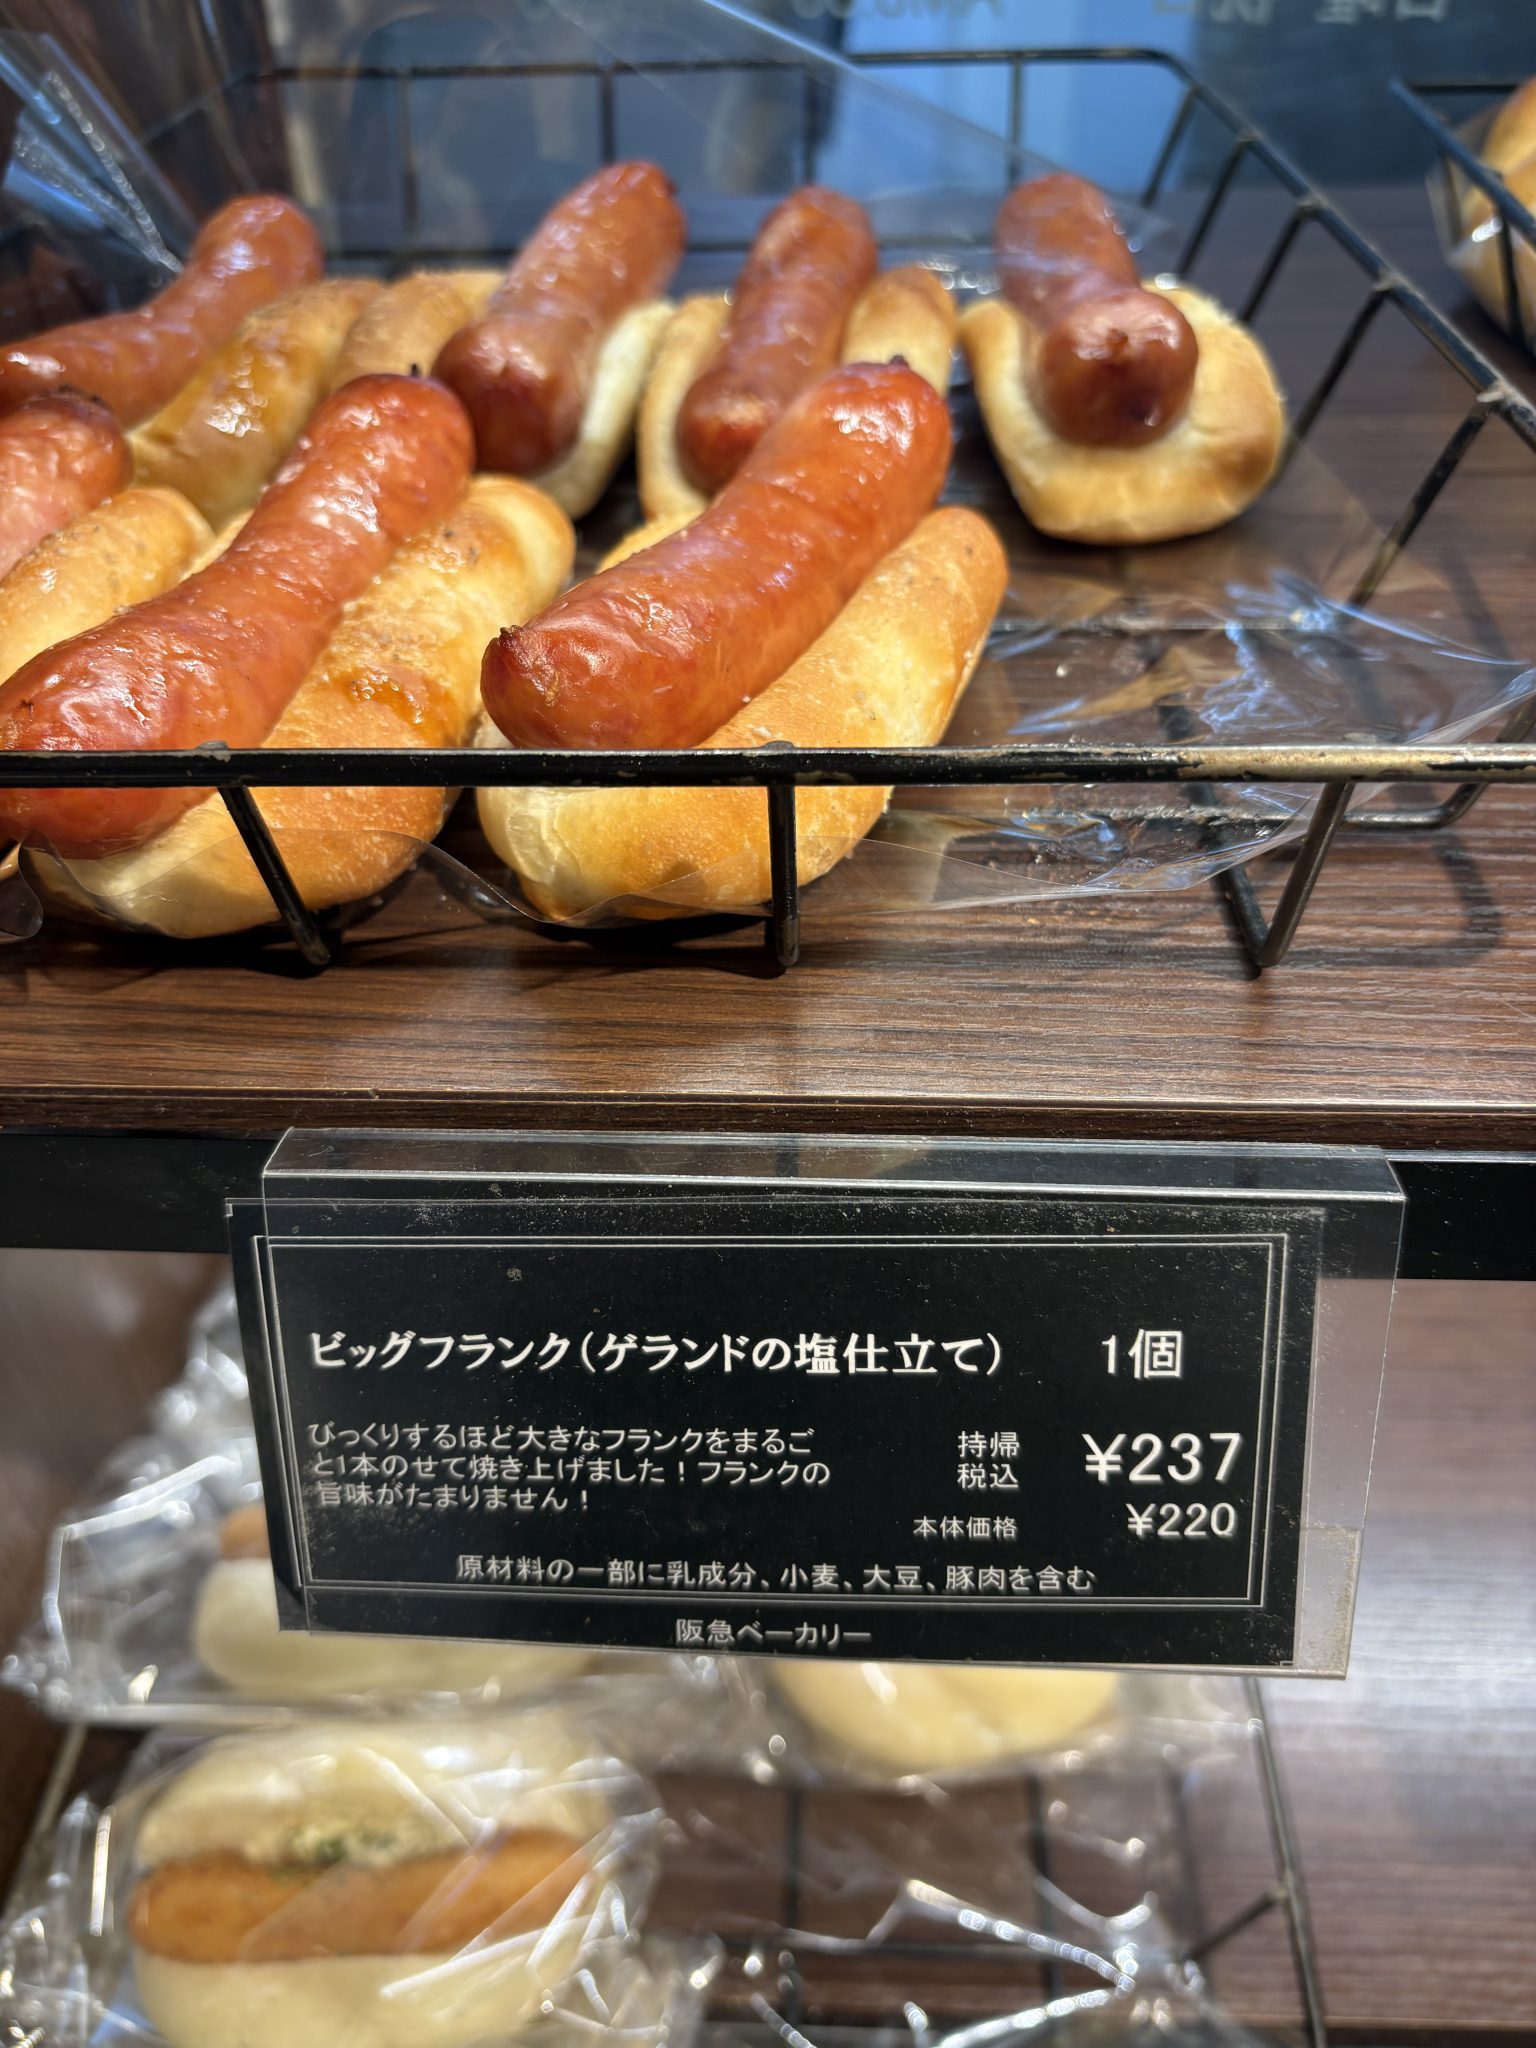 ビッグフランク(ゲランドの塩仕立て) 1個
びっくりするほど大きなフランクをまるご
と1本のせて焼き上げました!フランクの
旨味がたまりません!
持帰
税込 ¥237
本体価格 ¥220
原材料の一部に乳成分、小麦、大豆、豚肉を含む
阪急ベーカリー